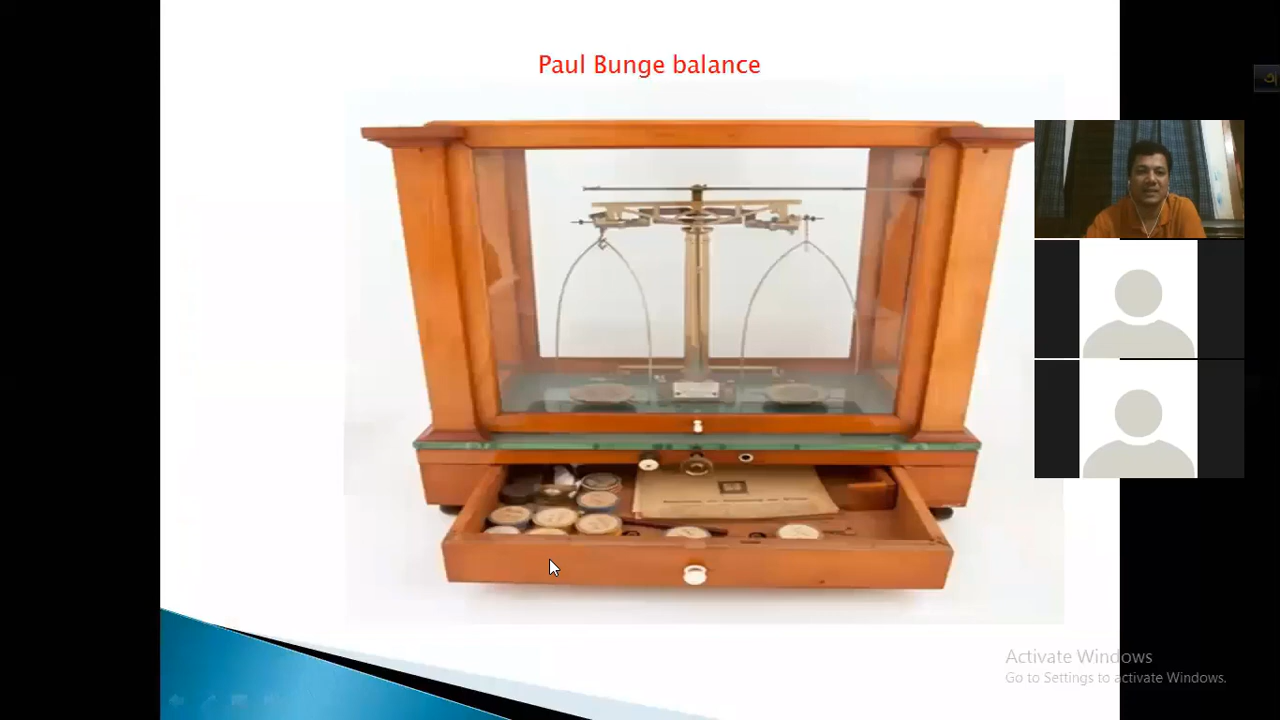 Paul Bunge balance
Activate Windows
Go to Settings to activate Windows.